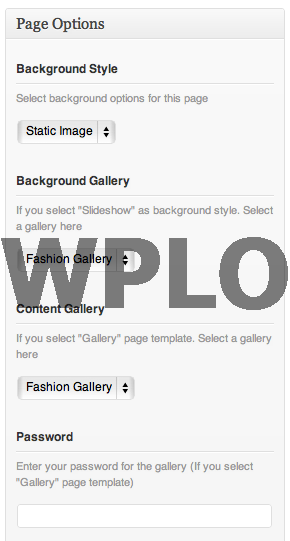 Page Options
Background Style
Select background options for this page
Static Image
Background Gallery
If you select "Slideshow" as background style. Select
a gallery here
WPLO
Fashion Gallery
Content Gallery
If you select "Gallery" page template. Select a gallery
here
Fashion Gallery
Password
Enter your password for the gallery (If you select
"Gallery" page template)